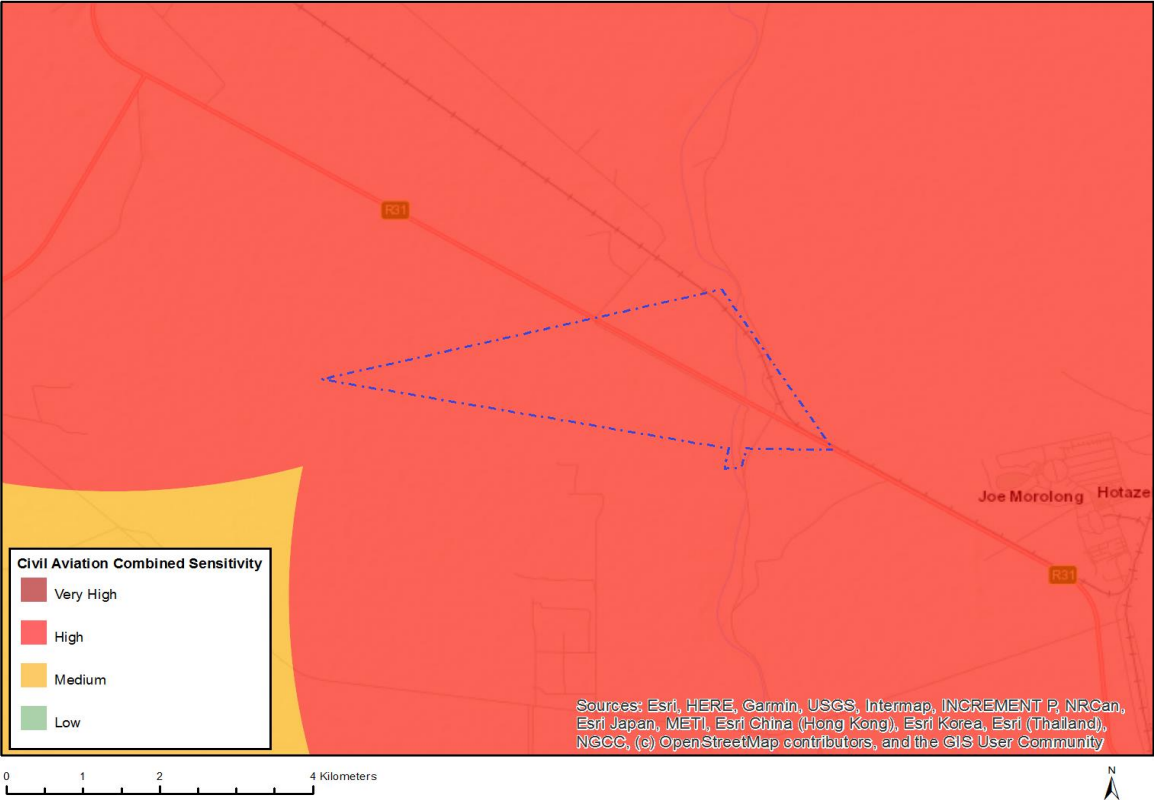 R31
Joe Morolong
Hotaze
R31
Civil Aviation Combined Sensitivity
Very High
High
Medium
Low
Sources: Esri, HERE, Garmin, USGS, Intermap, INCREMENT P, NRCan,
Esri Japan, METI, Esri China (Hong Kong), Esri Korea, Esri (Thailand),
NGCC, (c) OpenStreetMap contributors, and the GIS User Community
0 1 2 4 Kilometers
N